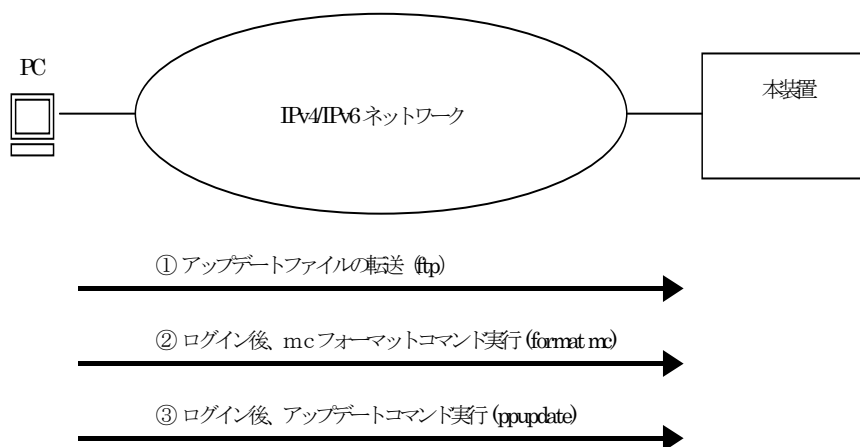 PC
IPv4/IPv6 ネットワーク
本装置
① アップデートファイルの転送 (ftp)
② ログイン後、mcフォーマットコマンド実行 (format mc)
③ ログイン後、アップデートコマンド実行 (ppupdate)